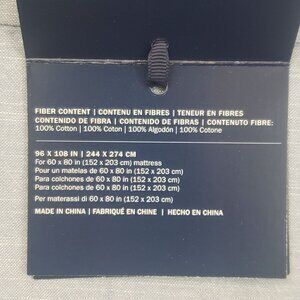 FIBER CONTENT | CONTENU EN FIBRES | TENEUR EN FIBRES
CONTENIDO DE FIBRA | CONTENIDO DE FIBRAS | CONTENUTO FIBRE:
100% Cotton | 100% Coton | 100% Algodón | 100% Cotone
96 X 108 IN | 244 X 274 CM
For 60 x 80 in (152 x 203 cm) mattress
Pour un matelas de 60 x 80 in (152 x 203 cm)
Para colchones de 60 x 80 in (152 x 203 cm)
Para colchones de 60 x 80 in (152 x 203 cm)
Per materassi di 60 x 80 in (152 x 203 cm)
MADE IN CHINA | FABRIQUÉ EN CHINE | HECHO EN CHINA